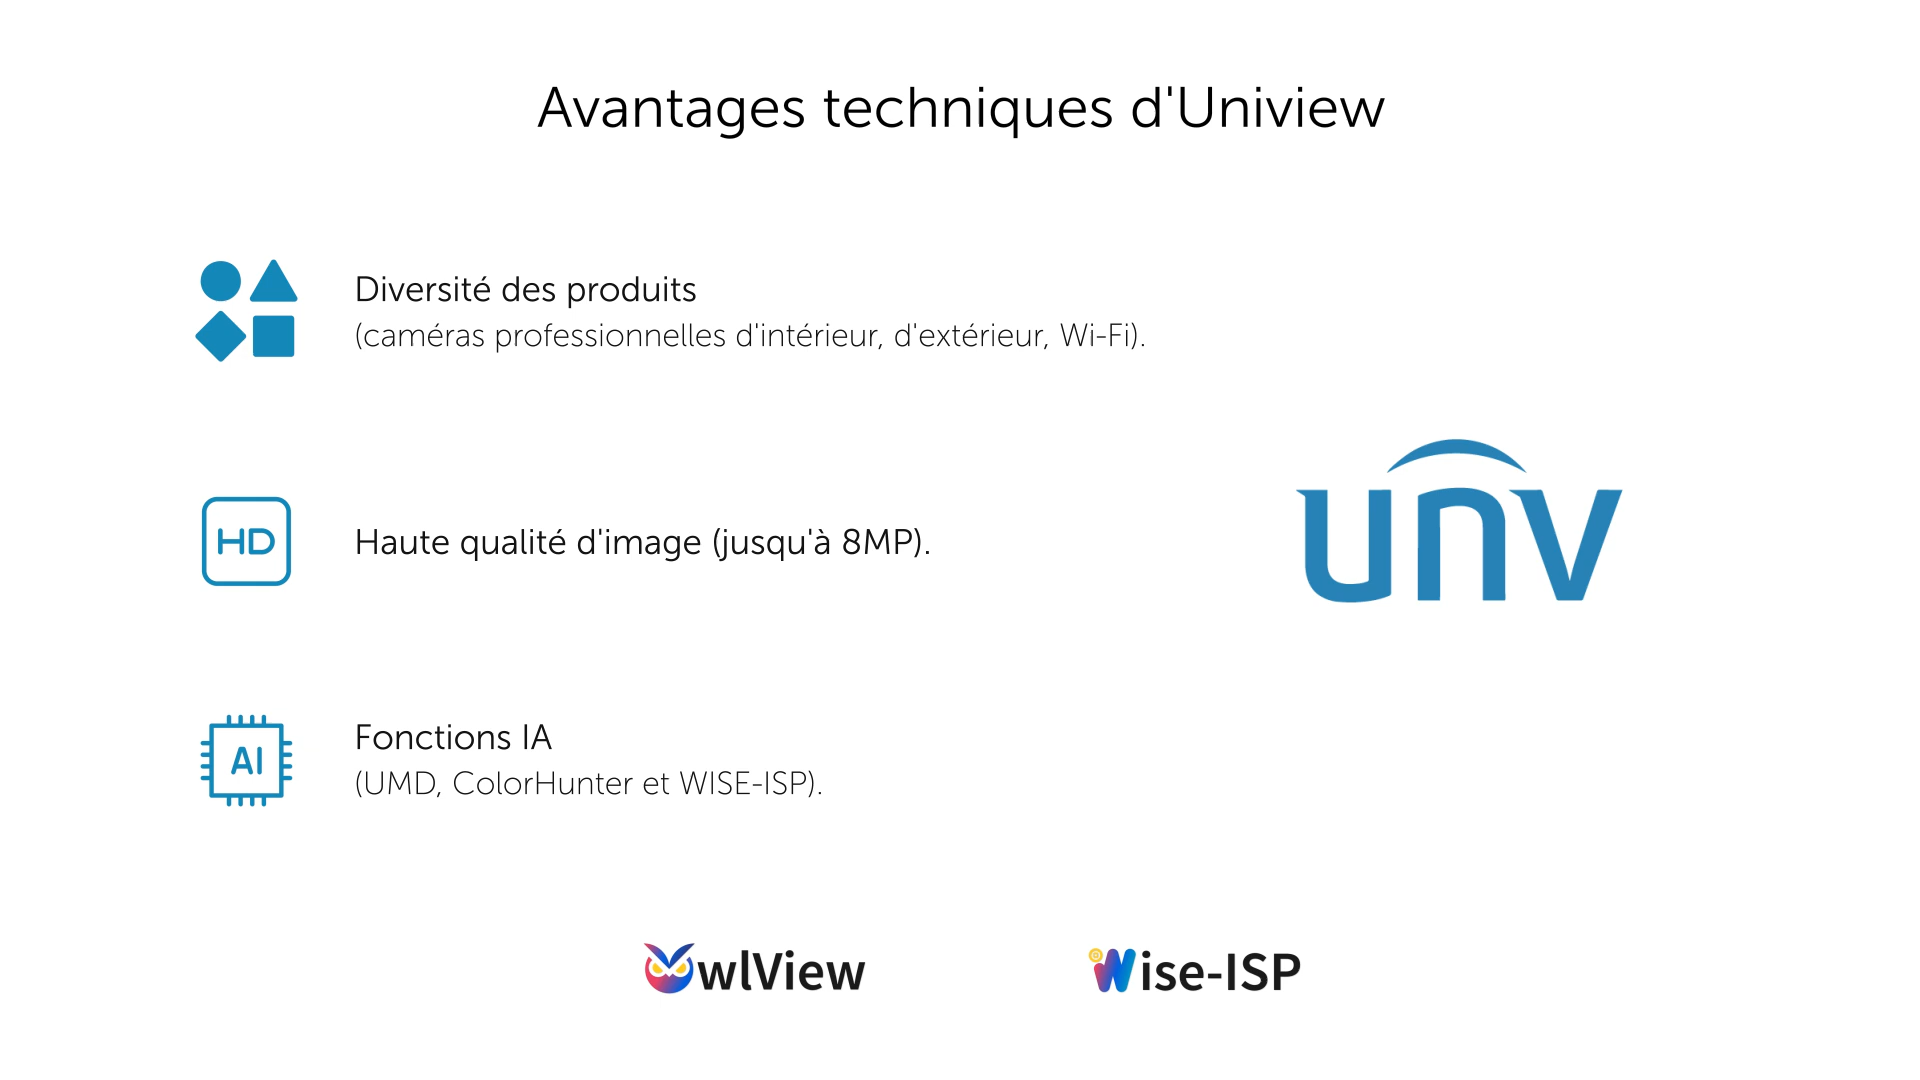 Avantages techniques d'Uniview
Diversité des produits
(caméras professionnelles d'intérieur, d'extérieur, Wi-Fi).
HD
Haute qualité d'image (jusqu'à 8MP).
unv
AI
Fonctions IA
(UMD, ColorHunter et WISE-ISP).
OwlView
Wise-ISP